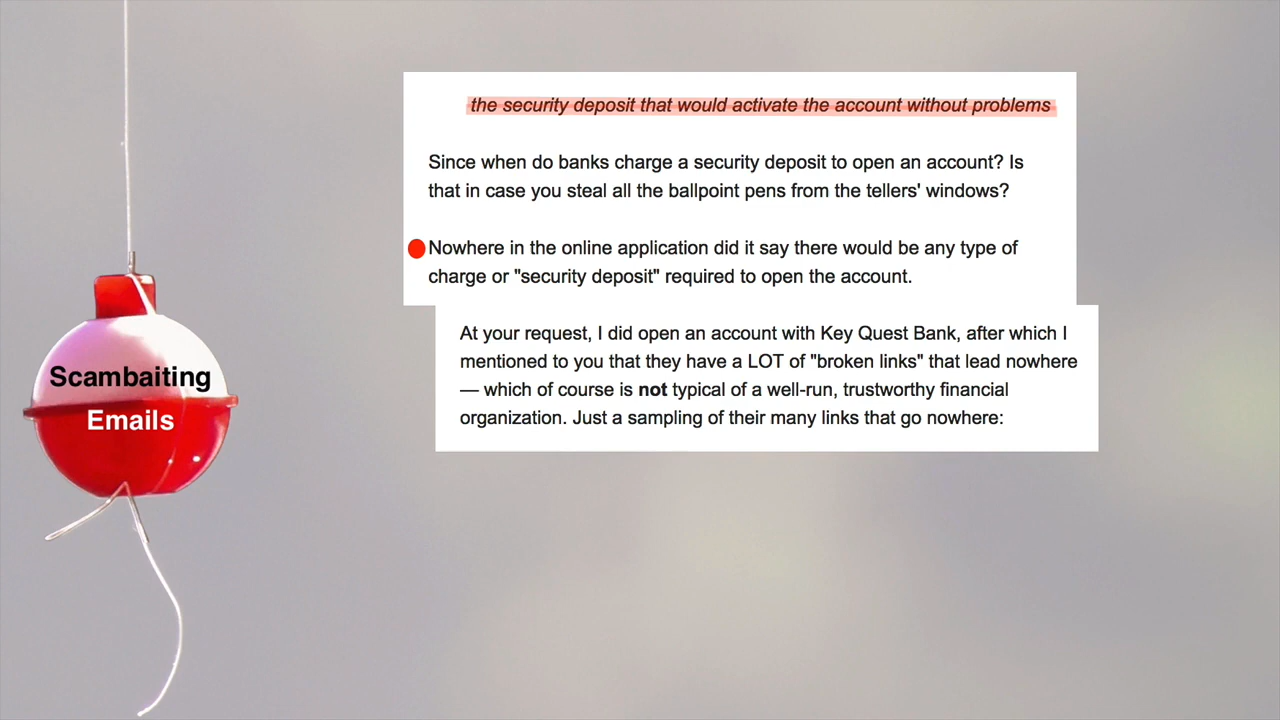 the security deposit that would activate the account without problems
Since when do banks charge a security deposit to open an account? Is
that in case you steal all the ballpoint pens from the tellers' windows?
Nowhere in the online application did it say there would be any type of
charge or "security deposit" required to open the account.
At your request, I did open an account with Key Quest Bank, after which I
mentioned to you that they have a LOT of "broken links" that lead nowhere
— which of course is not typical of a well-run, trustworthy financial
organization. Just a sampling of their many links that go nowhere:
Scambaiting
Emails